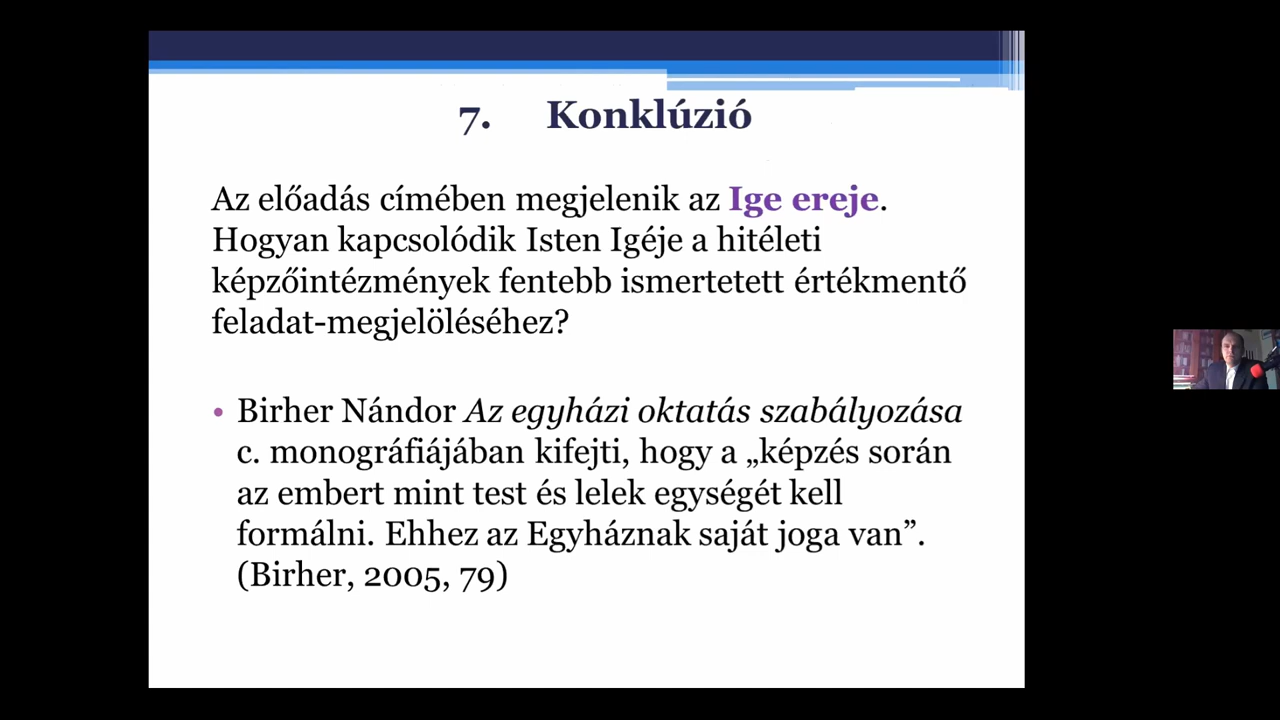 7. Konklúzió
Az előadás címében megjelenik az Ige ereje.
Hogyan kapcsolódik Isten Igéje a hitéleti
képzőintézmények fentebb ismertetett értékmentő
feladat-megjelöléséhez?
• Birher Nándor Az egyházi oktatás szabályozása
c. monográfiájában kifejti, hogy a „képzés során
az embert mint test és lelek egységét kell
formálni. Ehhez az Egyháznak saját joga van”.
(Birher, 2005, 79)